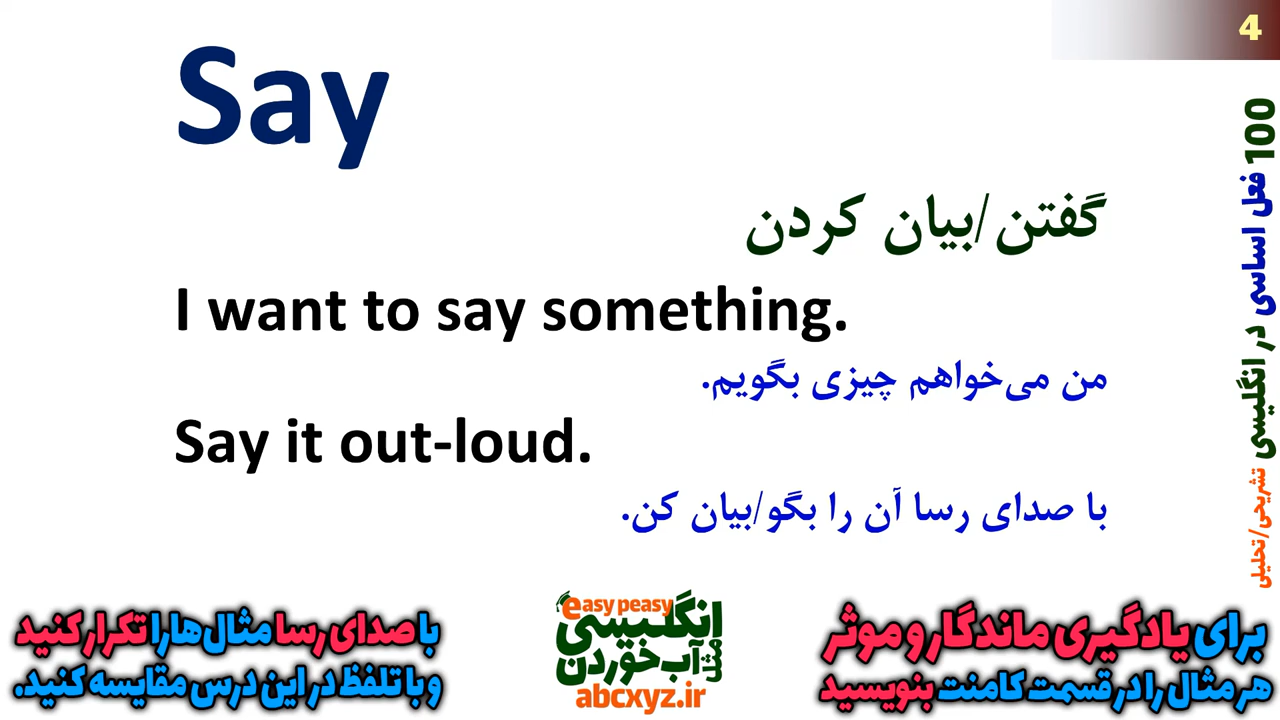 4
Say
گفتن/بیان کردن
I want to say something.
من می‌خواهم چیزی بگویم.
Say it out-loud.
با صدای رسا آن را بگو/بیان کن.
100 فعل اساسی در انگلیسی تشریحی/تحلیلی
برای یادگیری ماندگار و موثر
هر مثال را در قسمت کامنت بنویسید
easy peasy
انگلیسی
مثل آب خوردن
abcxyz.ir
با صدای رسا مثال‌ها را تکرار کنید
و با تلفظ در این درس مقایسه کنید.